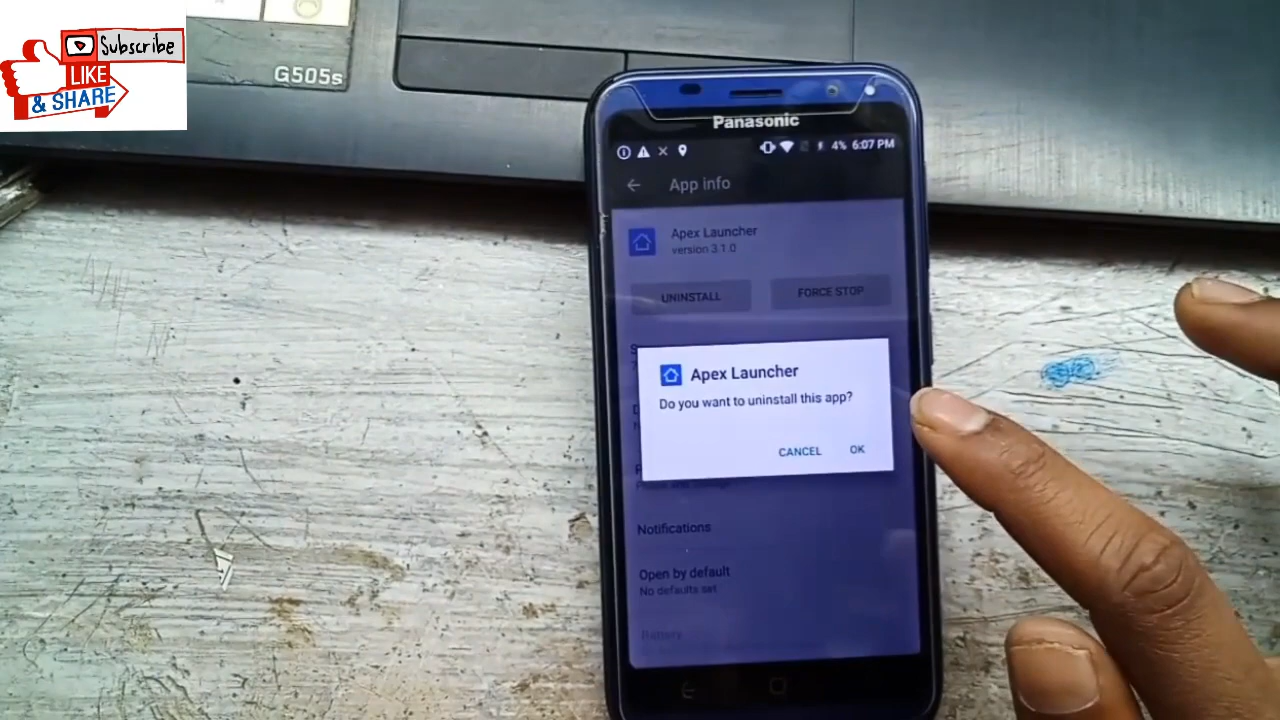 Subscribe
LIKE
& SHARE
G505s
Panasonic
4% 6:07 PM
App info
Apex Launcher
version 3.1.0
UNINSTALL
FORCE STOP
Apex Launcher
Do you want to uninstall this app?
CANCEL
OK
Notifications
Open by default
No defaults set
Battery